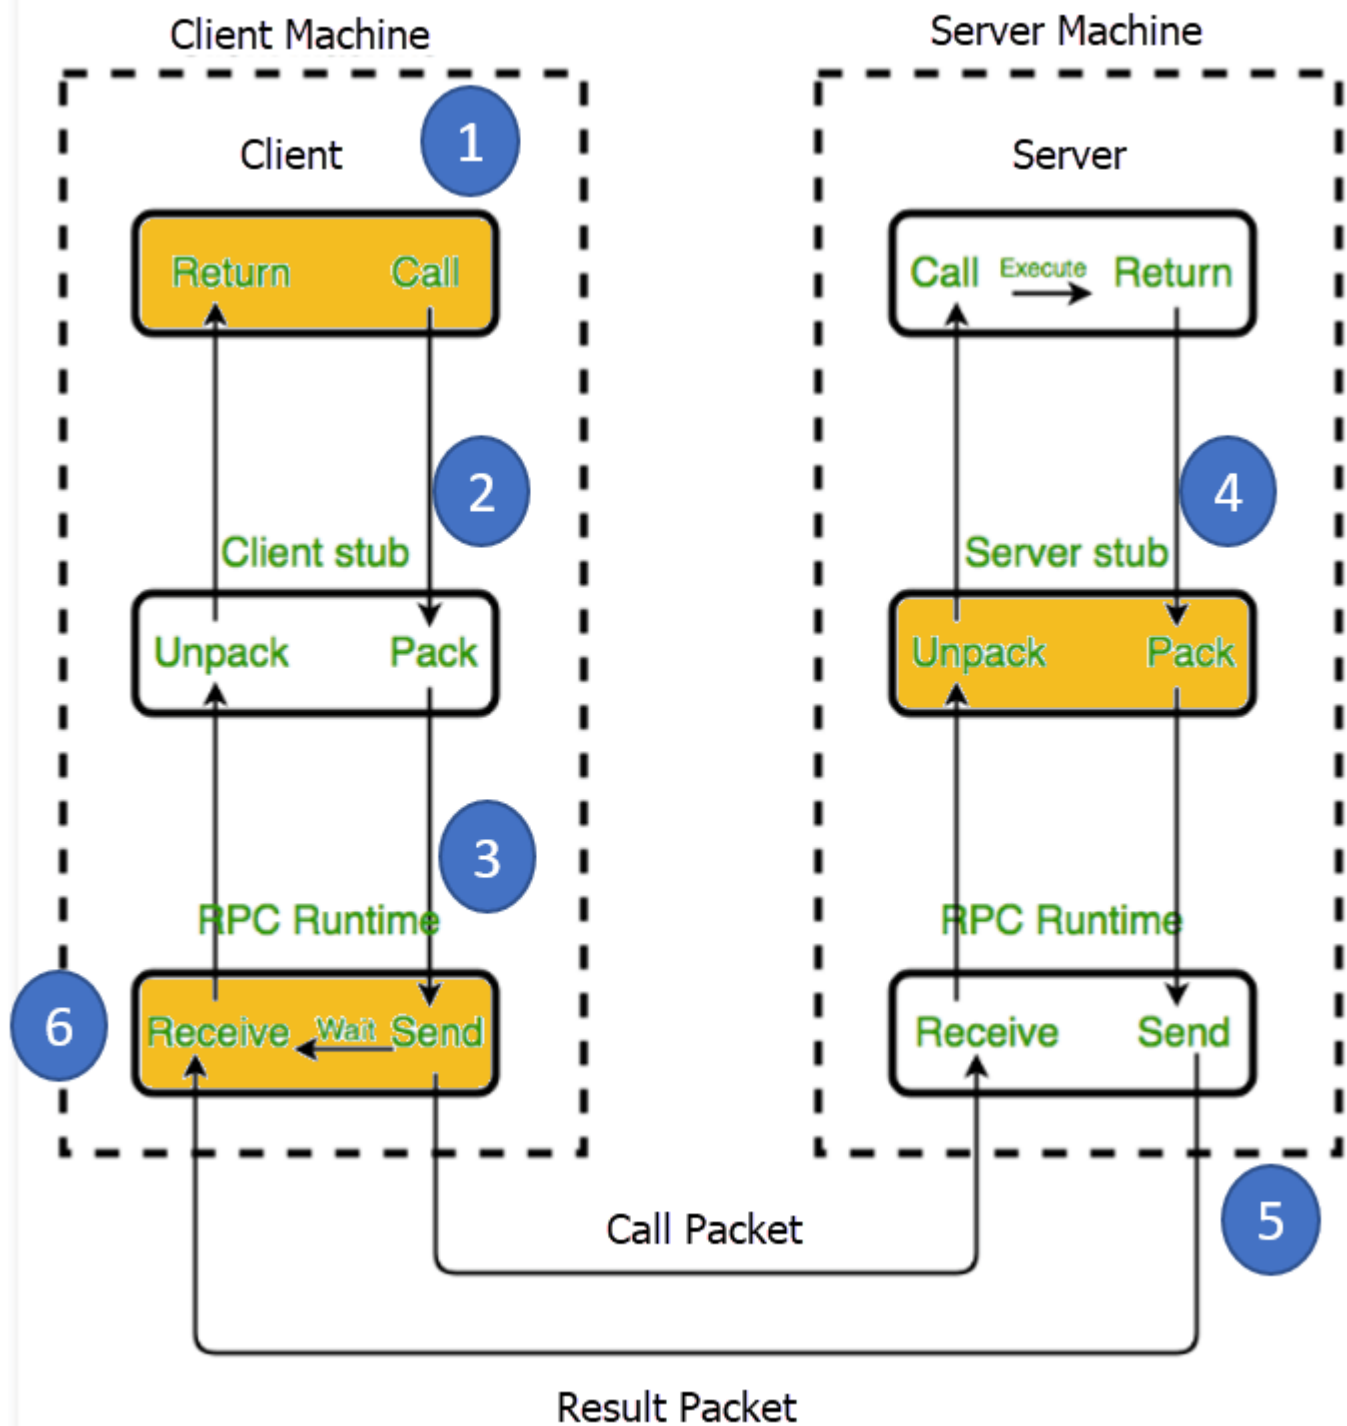 Client Machine
Server Machine
1
Client
Server
Return Call
Call Execute Return
2
4
Client stub
Server stub
Unpack Pack
Unpack Pack
3
RPC Runtime
RPC Runtime
6
Receive Wait Send
Receive Send
5
Call Packet
Result Packet